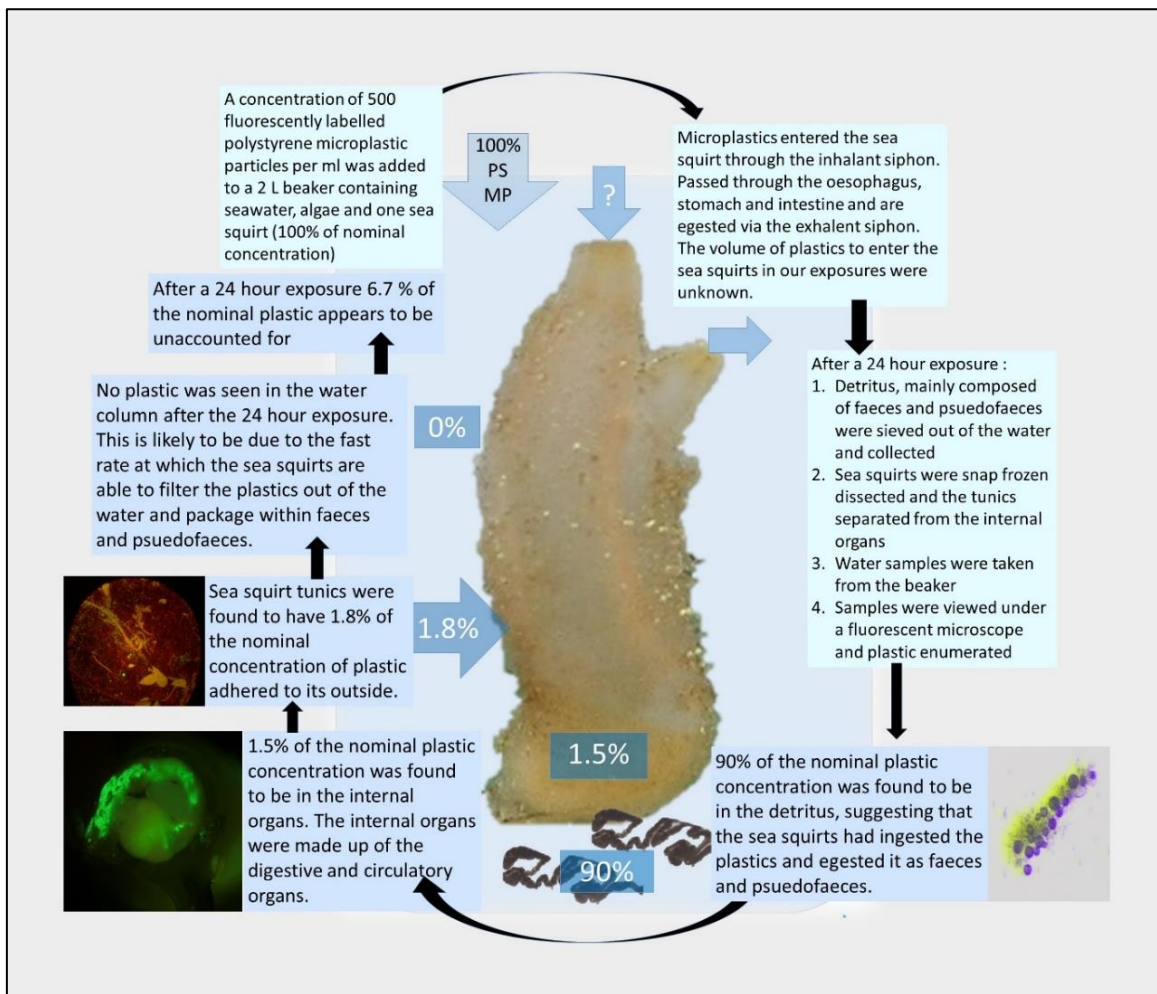 A concentration of 500
fluorescently labelled
polystyrene microplastic
particles per ml was added
to a 2 L beaker containing
seawater, algae and one sea
squirt (100% of nominal
concentration)
100%
PS
MP
?
Microplastics entered the sea
squirt through the inhalant siphon.
Passed through the oesophagus,
stomach and intestine and are
egested via the exhalent siphon.
The volume of plastics to enter the
sea squirts in our exposures were
unknown.
After a 24 hour exposure :
1. Detritus, mainly composed
of faeces and psuedofaeces
were sieved out of the water
and collected
2. Sea squirts were snap frozen
dissected and the tunics
separated from the internal
organs
3. Water samples were taken
from the beaker
4. Samples were viewed under
a fluorescent microscope
and plastic enumerated
90% of the nominal plastic
concentration was found to be
in the detritus, suggesting that
the sea squirts had ingested the
plastics and egested it as faeces
and psuedofaeces.
90%
1.5% of the nominal plastic
concentration was found
to be in the internal
organs. The internal organs
were made up of the
digestive and circulatory
organs.
1.5%
Sea squirt tunics were
found to have 1.8% of
the nominal
concentration of plastic
adhered to its outside.
1.8%
No plastic was seen in the water
column after the 24 hour exposure.
This is likely to be due to the fast
rate at which the sea squirts are
able to filter the plastics out of the
water and package within faeces
and psuedofaeces.
0%
After a 24 hour exposure 6.7 % of
the nominal plastic appears to be
unaccounted for